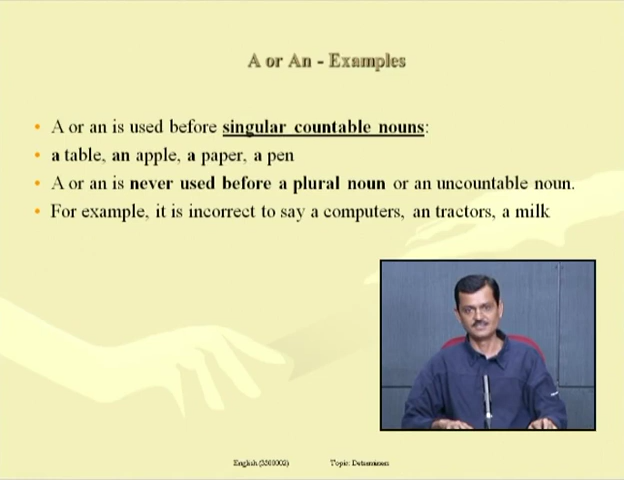 A or An - Examples
A or an is used before singular countable nouns:
a table, an apple, a paper, a pen
A or an is never used before a plural noun or an uncountable noun.
For example, it is incorrect to say a computers, an tractors, a milk
English (3300002) Topic: Determiners